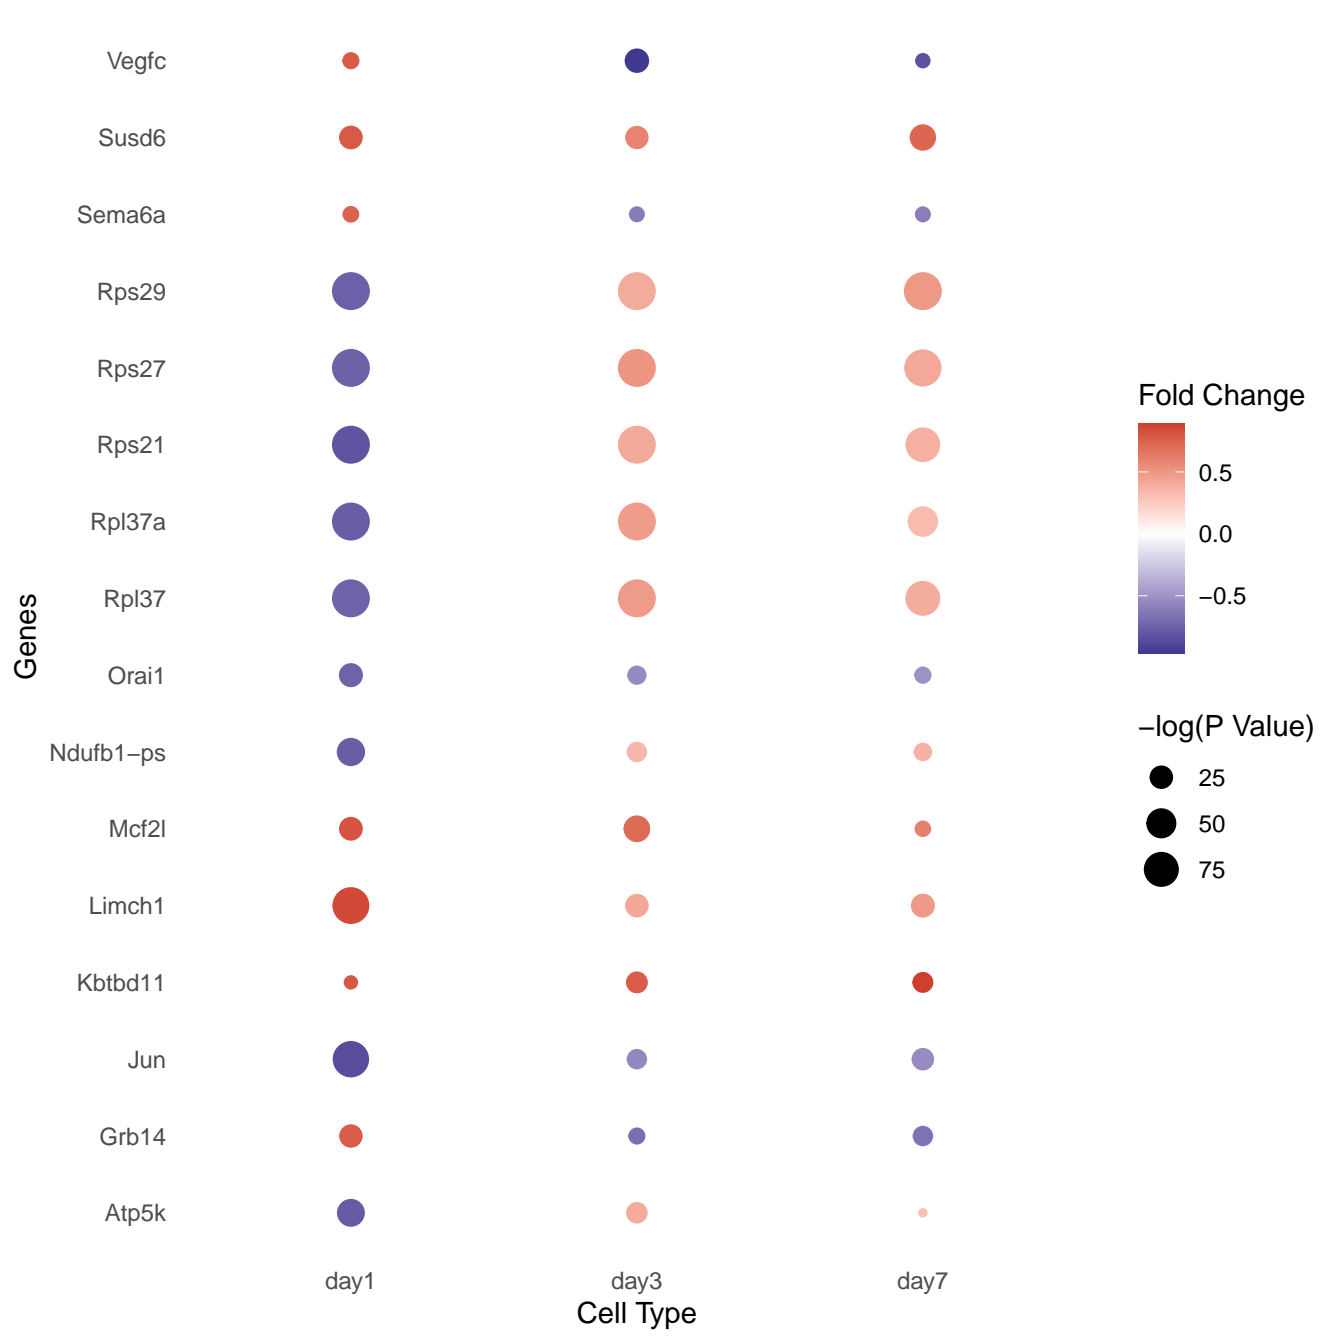 Vegfc
Susd6
Sema6a
Rps29
Rps27
Rps21
Rpl37a
Rpl37
Orai1
Ndufb1−ps
Mcf2l
Limch1
Kbtbd11
Jun
Grb14
Atp5k
Genes
day1 day3 day7
Cell Type
Fold Change
0.5
0.0
−0.5
−log(P Value)
25
50
75